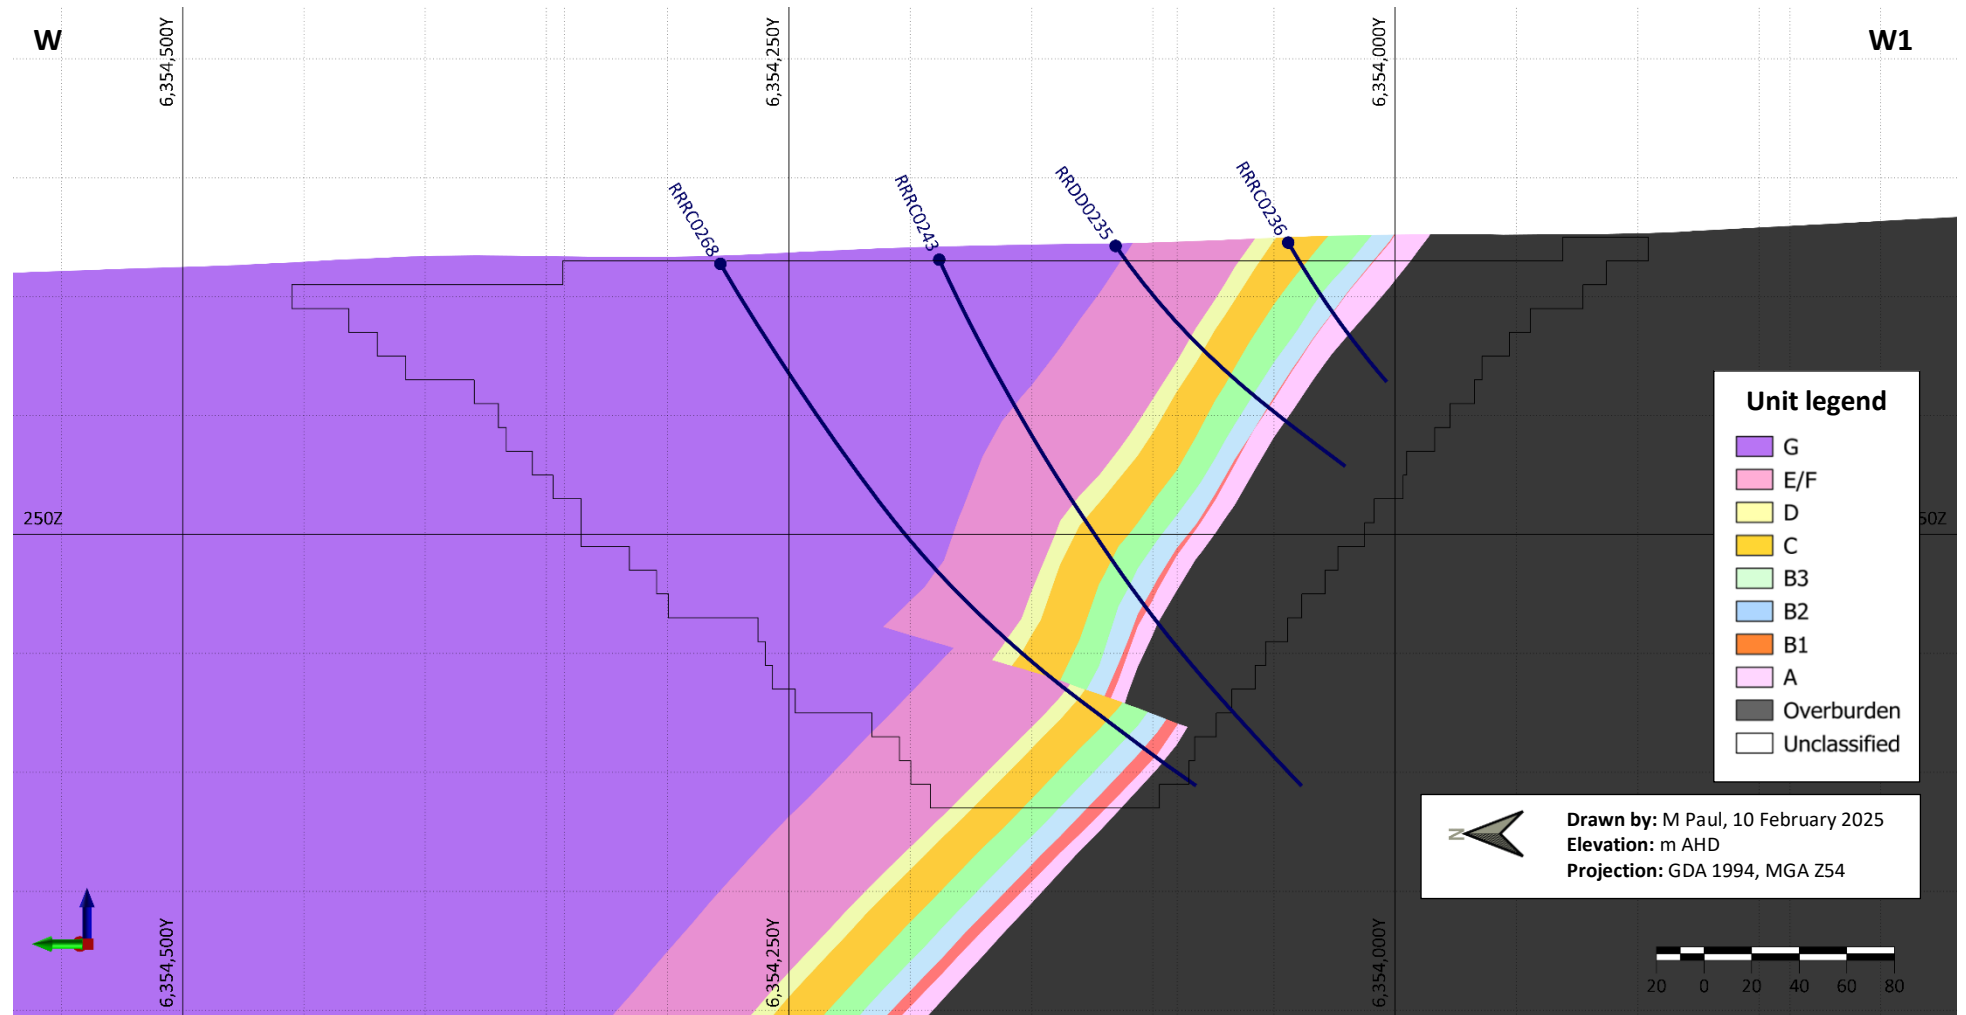 W
W1
6,354,500Y
6,354,250Y
6,354,000Y
RRRC0268
RRRC0243
RRDD0235
RRRC0236
250Z
50Z
Unit legend
G
E/F
D
C
B3
B2
B1
A
Overburden
Unclassified
N
Drawn by: M Paul, 10 February 2025
Elevation: m AHD
Projection: GDA 1994, MGA Z54
6,354,500Y
6,354,250Y
6,354,000Y
20 0 20 40 60 80